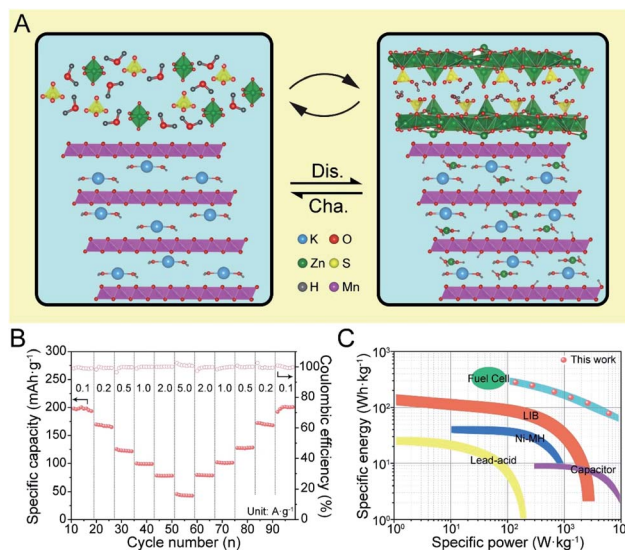 A
Dis.
Cha.
K
O
Zn
S
H
Mn
B
300
250
200
150
100
50
0
Specific capacity (mAh·g⁻¹)
0.1 0.2 0.5 1.0 2.0 5.0 2.0 1.0 0.5 0.2 0.1
Unit: A·g⁻¹
100
80
60
40
20
0
Coulombic efficiency (%)
10 20 30 40 50 60 70 80 90
Cycle number (n)
C
10³
10²
10¹
10⁰
Specific energy (Wh·kg⁻¹)
This work
Fuel Cell
LIB
Ni-MH
Lead-acid
Capacitor
10⁰ 10¹ 10² 10³ 10⁴
Specific power (W·kg⁻¹)